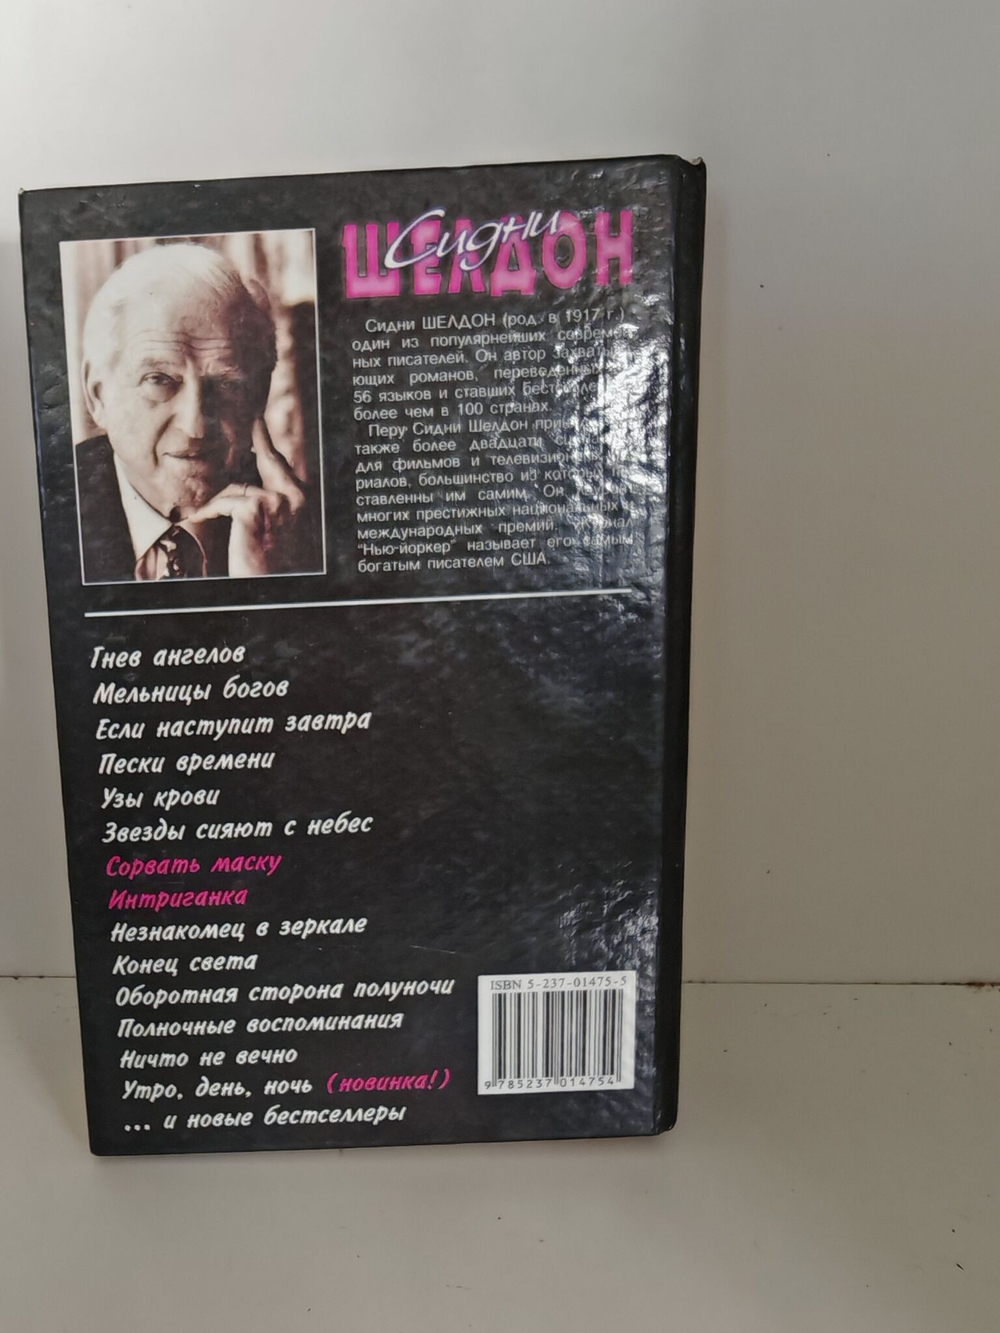 Сидни
ШЕЛДОН
Сидни ШЕЛДОН (род. в 1917 г.) -
один из популярнейших современ
ных писателей. Он автор
ющих романов, переведенных
56 языков и ставших
более чем в 100 странах.
Перу Сидни Шелдон
также более двадцати
для фильмов и
риалов, большинство из
ставленны им самим. Он
многих престижных национальных
международных премий.
"Нью-йоркер" называет его самым
богатым писателем США.
Гнев ангелов
Мельницы богов
Если наступит завтра
Пески времени
Узы крови
Звезды сияют с небес
Сорвать маску
Интриганка
Незнакомец в зеркале
Конец света
Оборотная сторона полуночи
Полночные воспоминания
Ничто не вечно
Утро, день, ночь (новинка!)
... и новые бестселлеры
ISBN 5-237-01475-5
9 785237 014754